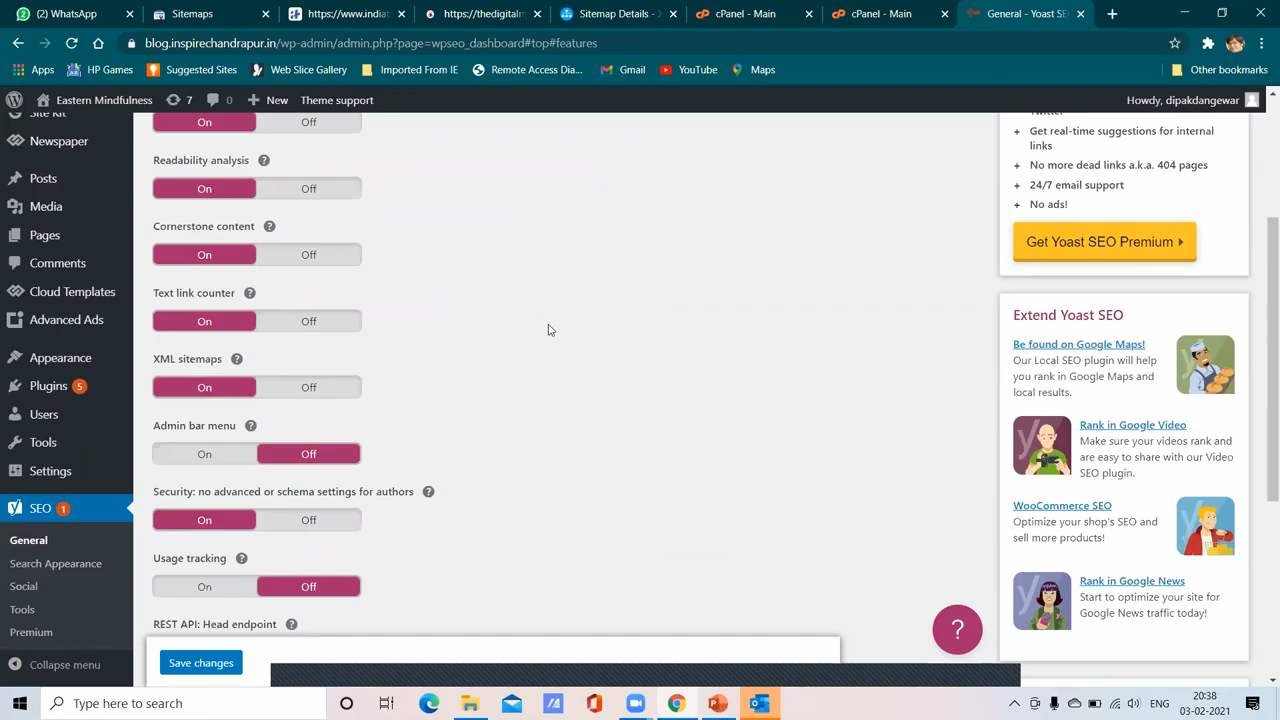 https://www.indiat
https://thedigitalm
Sitemap Details -
cPanel - Main
cPanel - Main
General - Yoast SE
blog.inspirechandrapur.in/wp-admin/admin.php?page=wpseo_dashboard#top#features
Apps
HP Games
Suggested Sites
Web Slice Gallery
Imported From IE
Remote Access Dia...
Gmail
YouTube
Maps
Other bookmarks
Eastern Mindfulness
7
0
New
Theme support
Howdy, dipakdangewar
Newspaper
Posts
Media
Pages
Comments
Cloud Templates
Advanced Ads
Appearance
Plugins 5
Users
Tools
Settings
SEO 1
General
Search Appearance
Social
Tools
Premium
Collapse menu
On Off
Readability analysis
On Off
Cornerstone content
On Off
Text link counter
On Off
XML sitemaps
On Off
Admin bar menu
On Off
Security: no advanced or schema settings for authors
On Off
Usage tracking
On Off
REST API: Head endpoint
Save changes
Get real-time suggestions for internal
links
No more dead links a.k.a. 404 pages
24/7 email support
No ads!
Get Yoast SEO Premium
Extend Yoast SEO
Be found on Google Maps!
Our Local SEO plugin will help
you rank in Google Maps and
local results.
Rank in Google Video
Make sure your videos rank and
are easy to share with our Video
SEO plugin.
WooCommerce SEO
Optimize your shop's SEO and
sell more products!
Rank in Google News
Start to optimize your site for
Google News traffic today!
?
Type here to search
ENG
20:38
03-02-2021